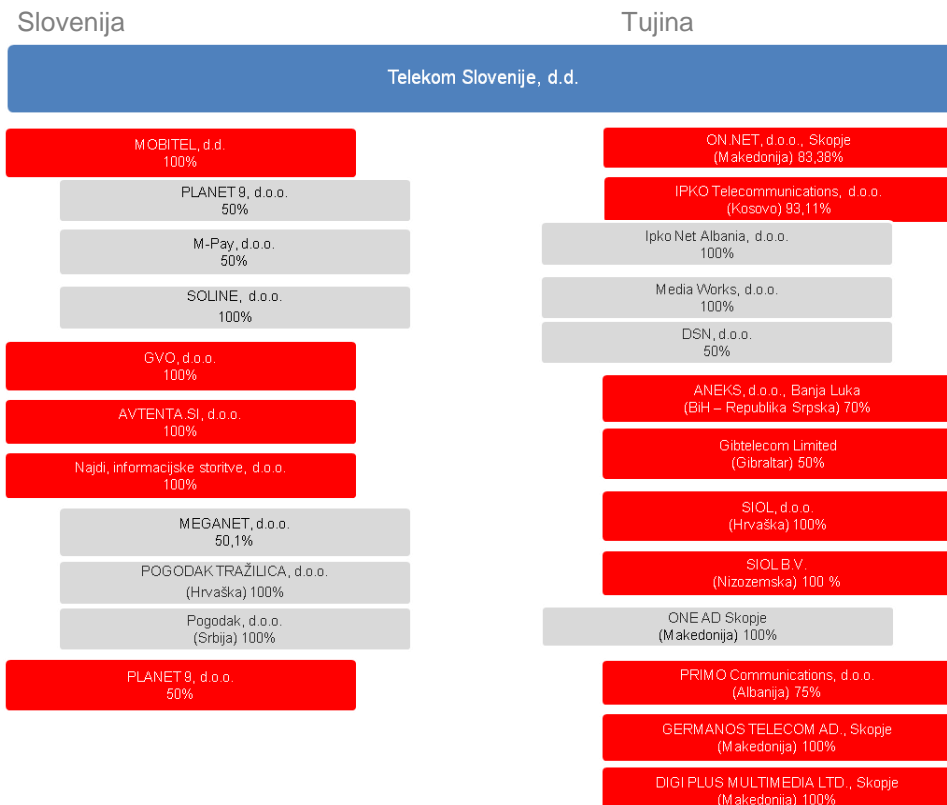 Slovenija
Tujina
Telekom Slovenije, d.d.
MOBITEL, d.d.
100%
PLANET 9, d.o.o.
50%
M-Pay, d.o.o.
50%
SOLINE, d.o.o.
100%
GVO, d.o.o.
100%
AVTENTA.SI, d.o.o.
100%
Najdi, informacijske storitve, d.o.o.
100%
MEGANET, d.o.o.
50,1%
POGODAK TRAŽILICA, d.o.o.
(Hrvaška) 100%
Pogodak, d.o.o.
(Srbija) 100%
PLANET 9, d.o.o.
50%
ON.NET, d.o.o., Skopje
(Makedonija) 83,38%
IPKO Telecommunications, d.o.o.
(Kosovo) 93,11%
Ipko Net Albania, d.o.o.
100%
Media Works, d.o.o.
100%
DSN, d.o.o.
50%
ANEKS, d.o.o., Banja Luka
(BiH – Republika Srpska) 70%
Gibtelecom Limited
(Gibraltar) 50%
SIOL, d.o.o.
(Hrvaška) 100%
SIOL B.V.
(Nizozemska) 100 %
ONE AD Skopje
(Makedonija) 100%
PRIMO Communications, d.o.o.
(Albanija) 75%
GERMANOS TELECOM AD., Skopje
(Makedonija) 100%
DIGI PLUS MULTIMEDIA LTD., Skopje
(Makedonija) 100%